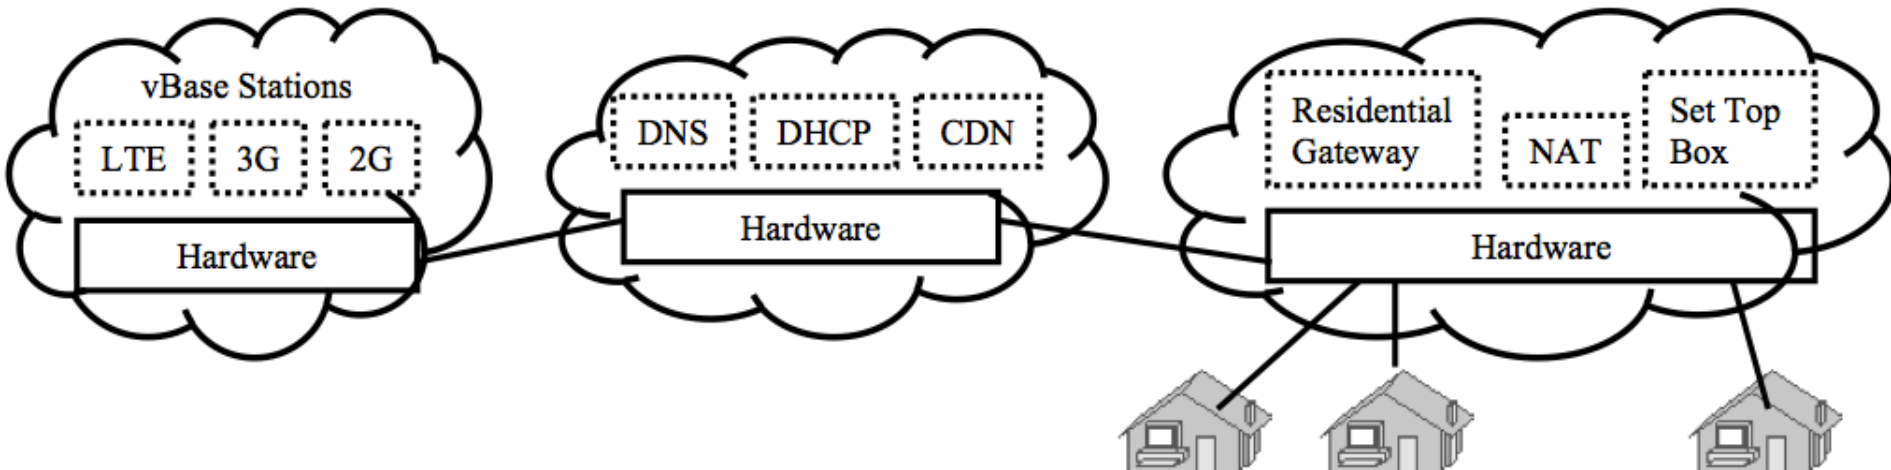 vBase Stations
LTE
3G
2G
Hardware
DNS
DHCP
CDN
Hardware
Residential
Gateway
NAT
Set Top
Box
Hardware